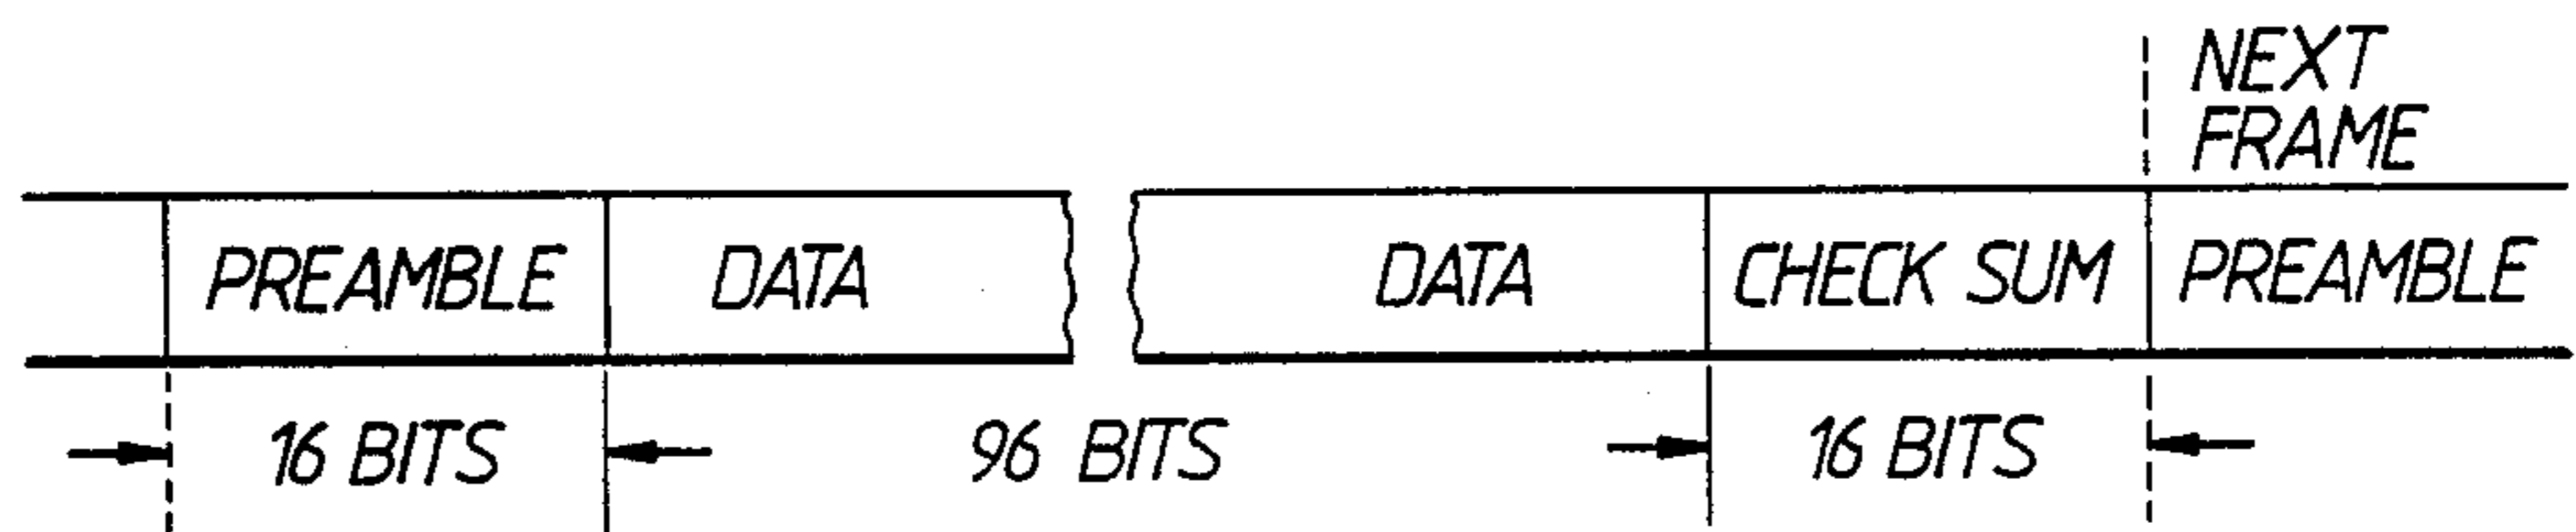 NEXT
FRAME
PREAMBLE DATA DATA CHECK SUM PREAMBLE
16 BITS 96 BITS 16 BITS